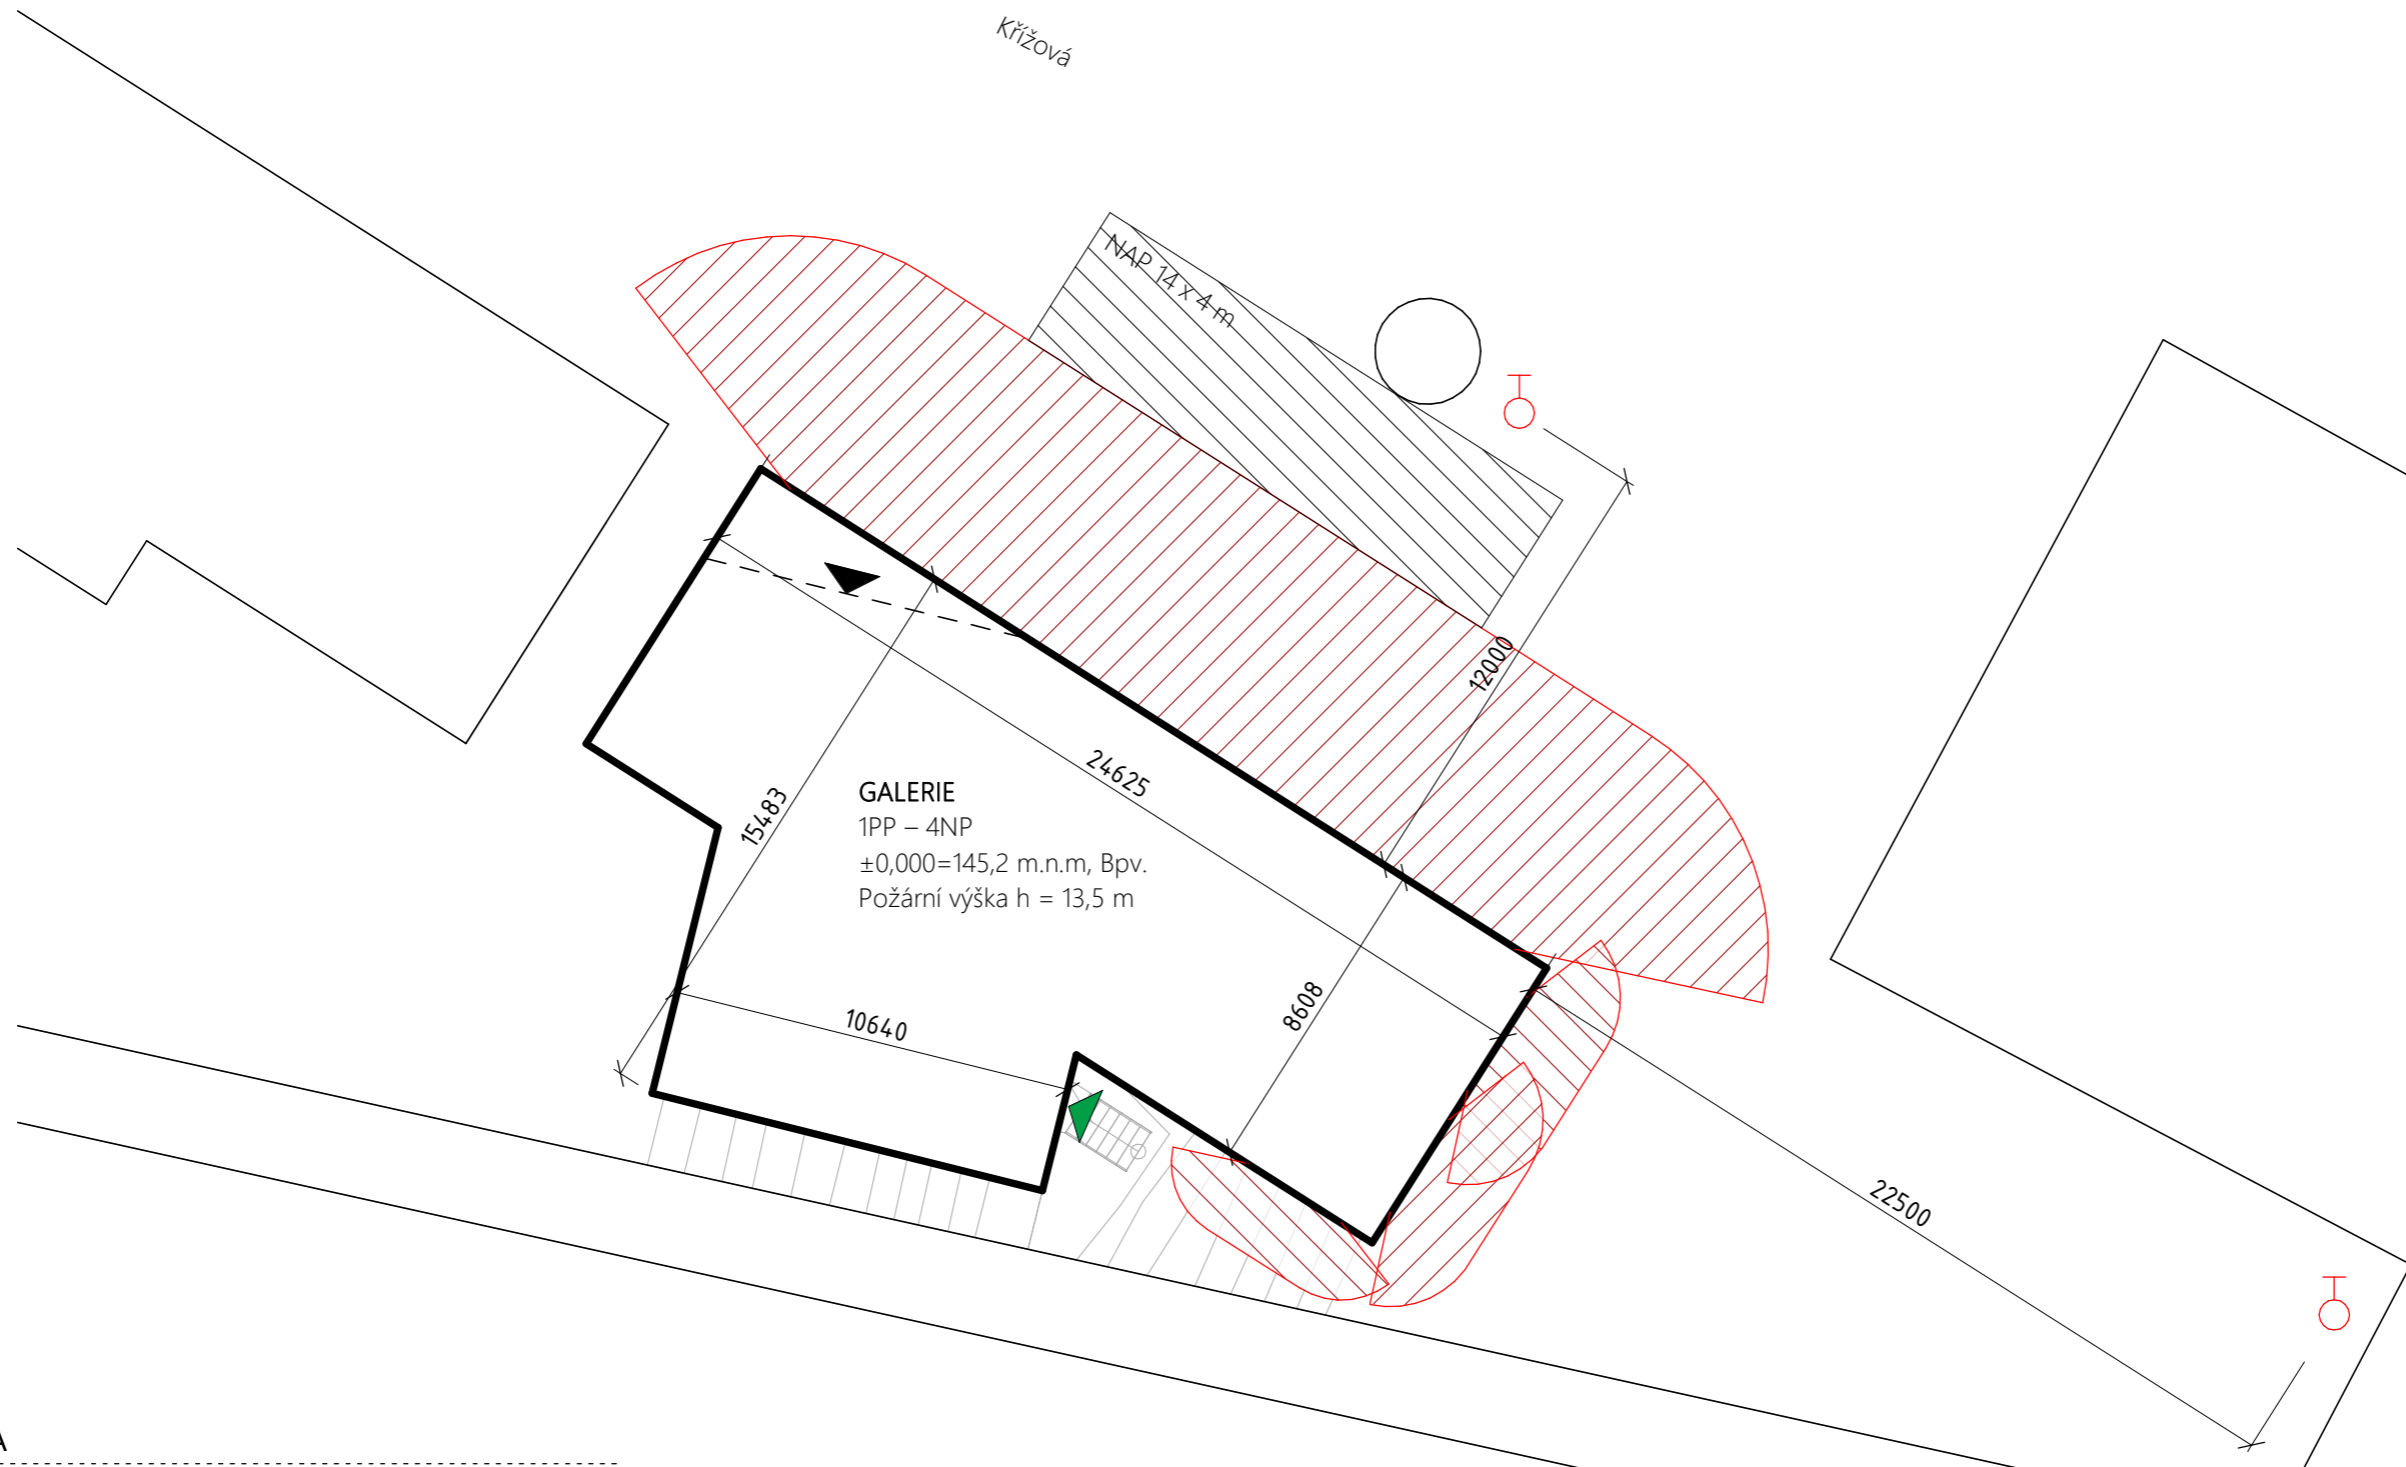 Křížová
NAP 14 x 4 m
12000
24625
15483
GALERIE
1PP – 4NP
±0,000=145,2 m.n.m, Bpv.
Požární výška h = 13,5 m
8608
10640
22500
A